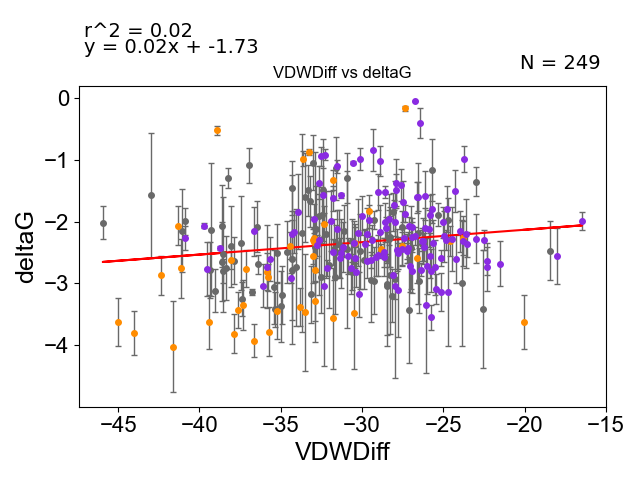 r^2 = 0.02
y = 0.02x + -1.73
N = 249
VDWDiff vs deltaG
0
−1
−2
−3
−4
deltaG
−45
−40
−35
−30
−25
−20
−15
VDWDiff